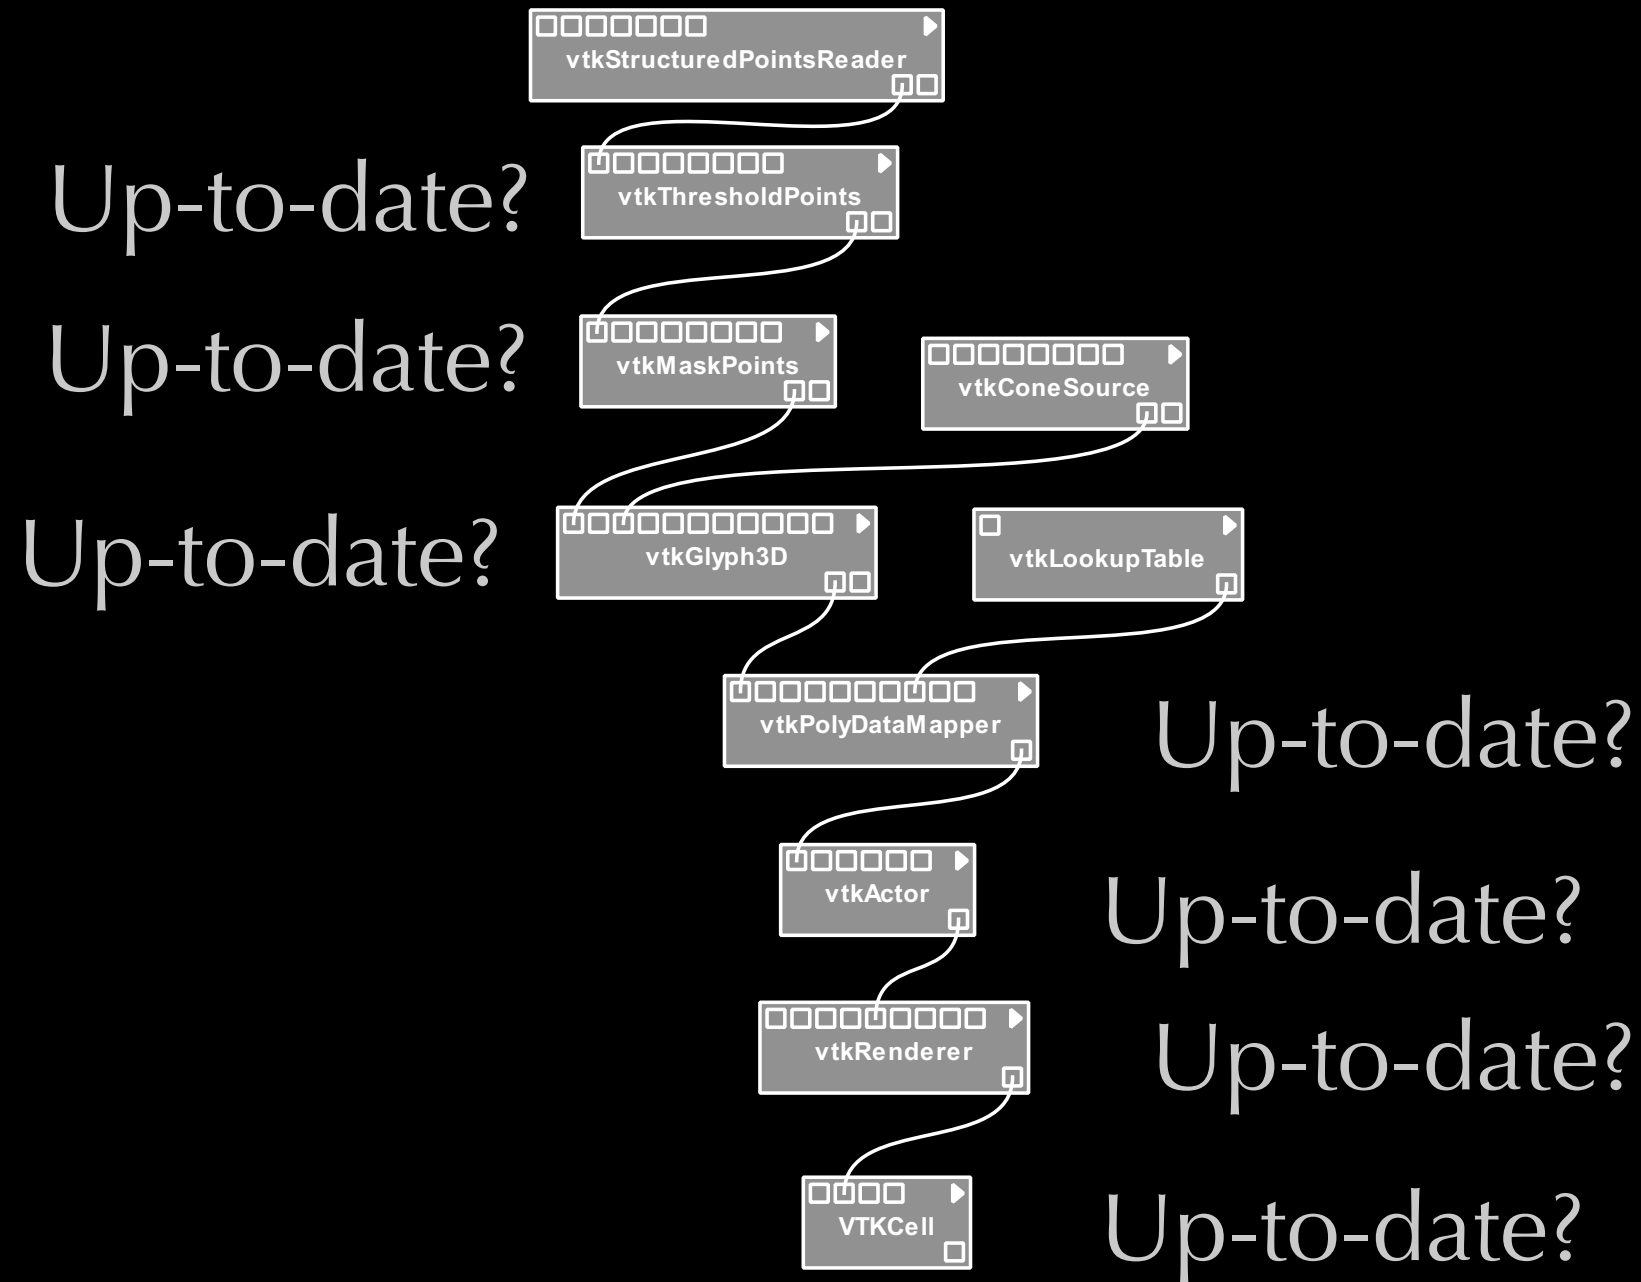 vtkStructuredPointsReader
Up-to-date?
vtkThresholdPoints
Up-to-date?
vtkMaskPoints
vtkConeSource
Up-to-date?
vtkGlyph3D
vtkLookupTable
vtkPolyDataMapper
Up-to-date?
vtkActor
Up-to-date?
vtkRenderer
Up-to-date?
VTKCell
Up-to-date?